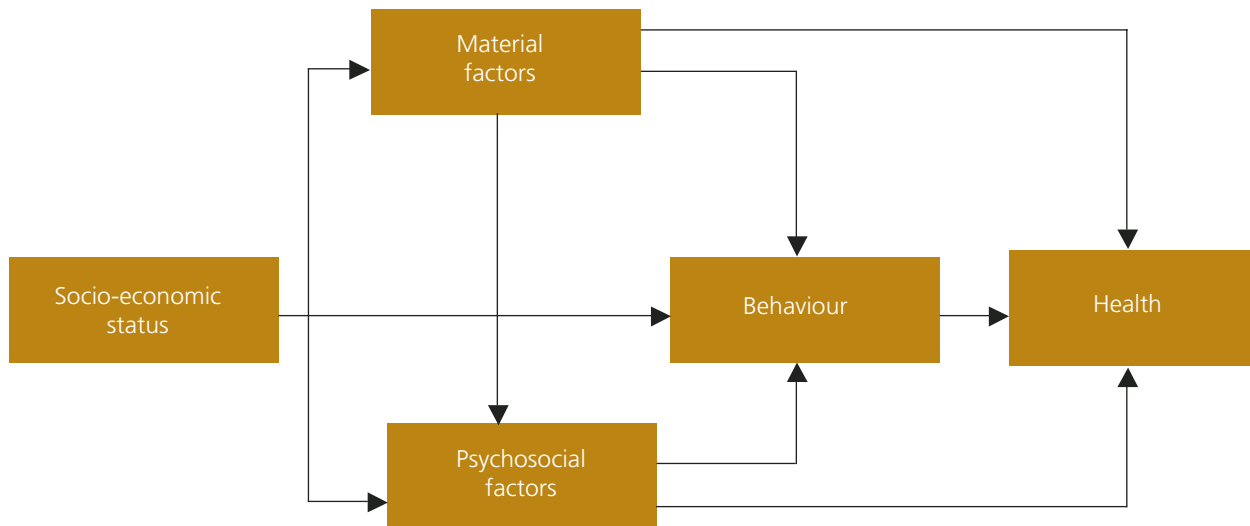 Material
factors
Socio-economic
status
Behaviour
Health
Psychosocial
factors